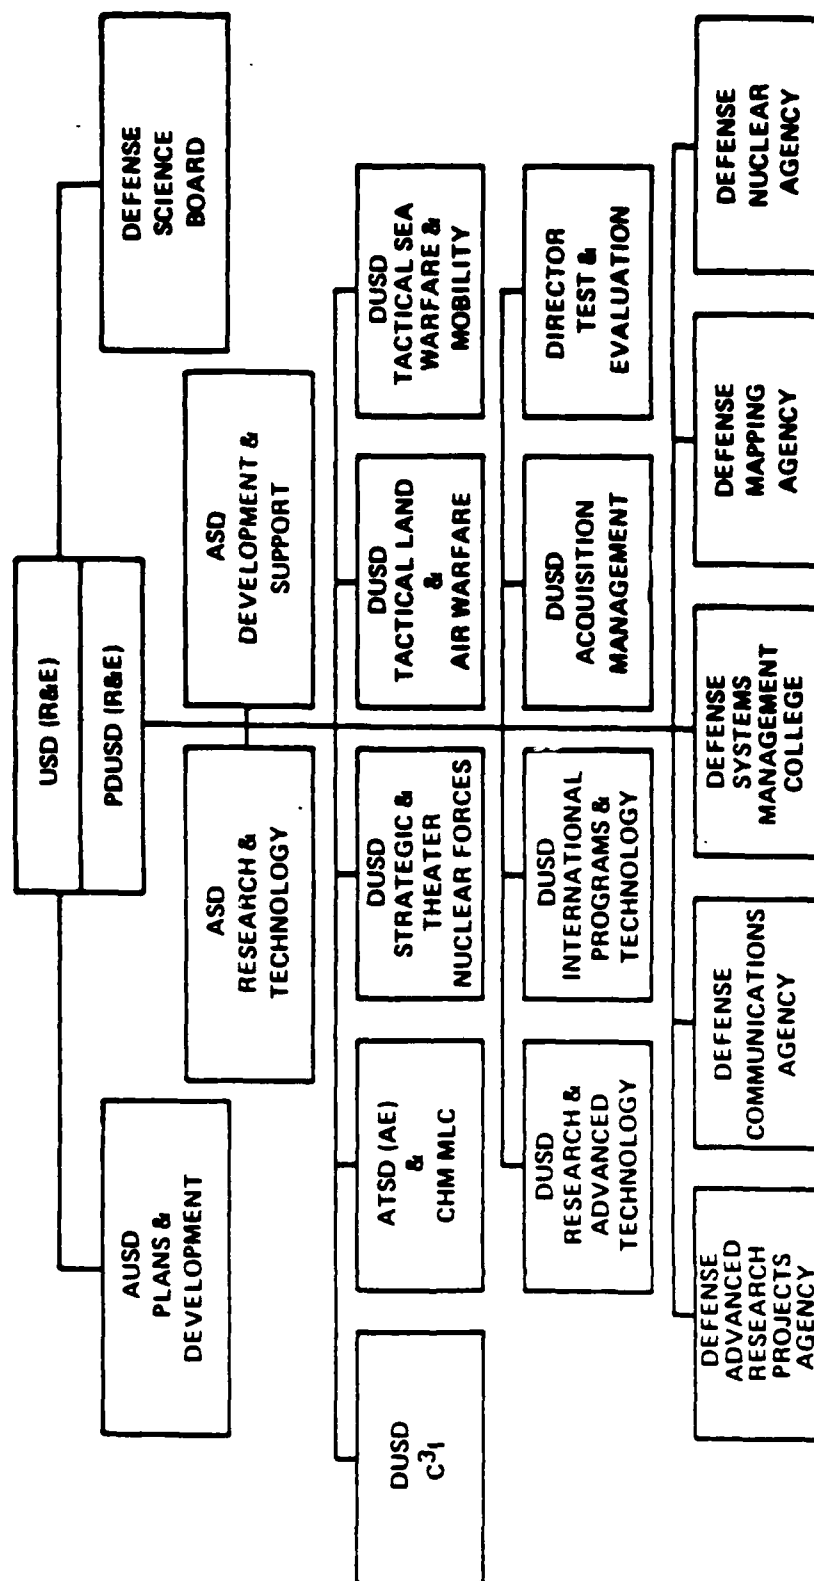 USD (R&E)
PDUSD (R&E)
AUSD
PLANS &
DEVELOPMENT
DEFENSE
SCIENCE
BOARD
ASD
RESEARCH &
TECHNOLOGY
ASD
DEVELOPMENT &
SUPPORT
DUSD
C³I
ATSD (AE)
&
CHM MLC
DUSD
STRATEGIC &
THEATER
NUCLEAR FORCES
DUSD
TACTICAL LAND
&
AIR WARFARE
DUSD
TACTICAL SEA
WARFARE &
MOBILITY
DUSD
RESEARCH &
ADVANCED
TECHNOLOGY
DUSD
INTERNATIONAL
PROGRAMS &
TECHNOLOGY
DUSD
ACQUISITION
MANAGEMENT
DIRECTOR
TEST &
EVALUATION
DEFENSE
ADVANCED
RESEARCH
PROJECTS
AGENCY
DEFENSE
COMMUNICATIONS
AGENCY
DEFENSE
SYSTEMS
MANAGEMENT
COLLEGE
DEFENSE
MAPPING
AGENCY
DEFENSE
NUCLEAR
AGENCY